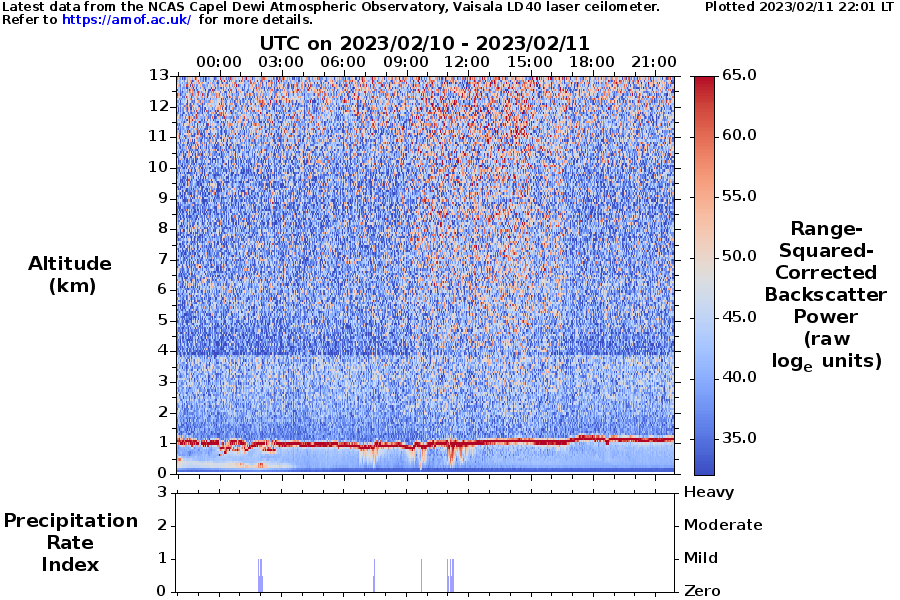 Latest data from the NCAS Capel Dewi Atmospheric Observatory, Vaisala LD40 laser ceilometer.
Plotted 2023/02/11 22:01 LT
Refer to https://amof.ac.uk/ for more details.
UTC on 2023/02/10 - 2023/02/11
00:00 03:00 06:00 09:00 12:00 15:00 18:00 21:00
13
12
11
10
9
8
7
6
5
4
3
2
1
0
Altitude
(km)
65.0
60.0
55.0
50.0
45.0
40.0
35.0
Range-
Squared-
Corrected
Backscatter
Power
(raw
loge units)
Precipitation
Rate
Index
3
2
1
0
Heavy
Moderate
Mild
Zero